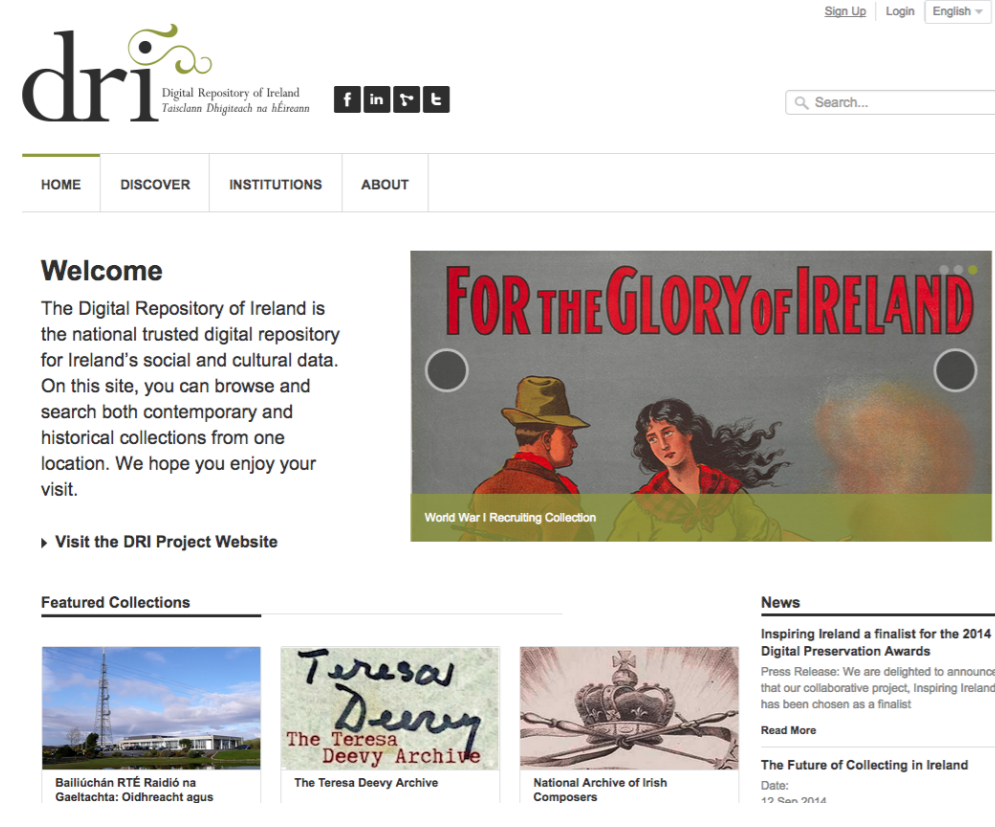 Sign Up
Login
English
dri
Digital Repository of Ireland
Taisclann Dhigiteach na hÉireann
Search...
HOME
DISCOVER
INSTITUTIONS
ABOUT
Welcome
The Digital Repository of Ireland is
the national trusted digital repository
for Ireland's social and cultural data.
On this site, you can browse and
search both contemporary and
historical collections from one
location. We hope you enjoy your
visit.
Visit the DRI Project Website
FOR THE GLORY OF IRELAND
World War I Recruiting Collection
Featured Collections
Bailiúchán RTÉ Raidió na
Gaeltachta: Oidhreacht agus
Teresa
Deevy
The Teresa
Deevy Archive
The Teresa Deevy Archive
National Archive of Irish
Composers
News
Inspiring Ireland a finalist for the 2014
Digital Preservation Awards
Press Release: We are delighted to announce
that our collaborative project, Inspiring Ireland
has been chosen as a finalist
Read More
The Future of Collecting in Ireland
Date:
12 Sep 2014